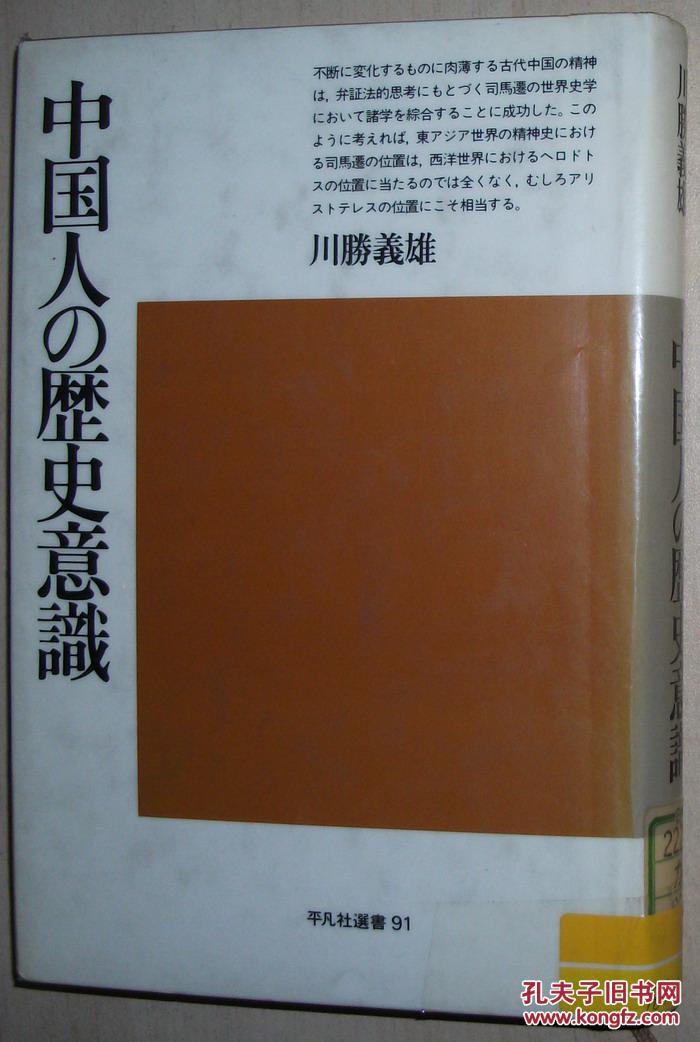 中国人の歴史意識
不断に変化するものに肉薄する古代中国の精神
は，弁証法的思考にもとづく司馬遷の世界史学
において諸学を綜合することに成功した。この
ように考えれば，東アジア世界の精神史におけ
る司馬遷の位置は，西洋世界におけるヘロドト
スの位置に当たるのでは全くなく，むしろアリ
ストテレスの位置にこそ相当する。
川勝義雄
平凡社選書 91
川勝義雄
中国人の歴史意識
22
孔夫子旧书网
www.kongfz.com